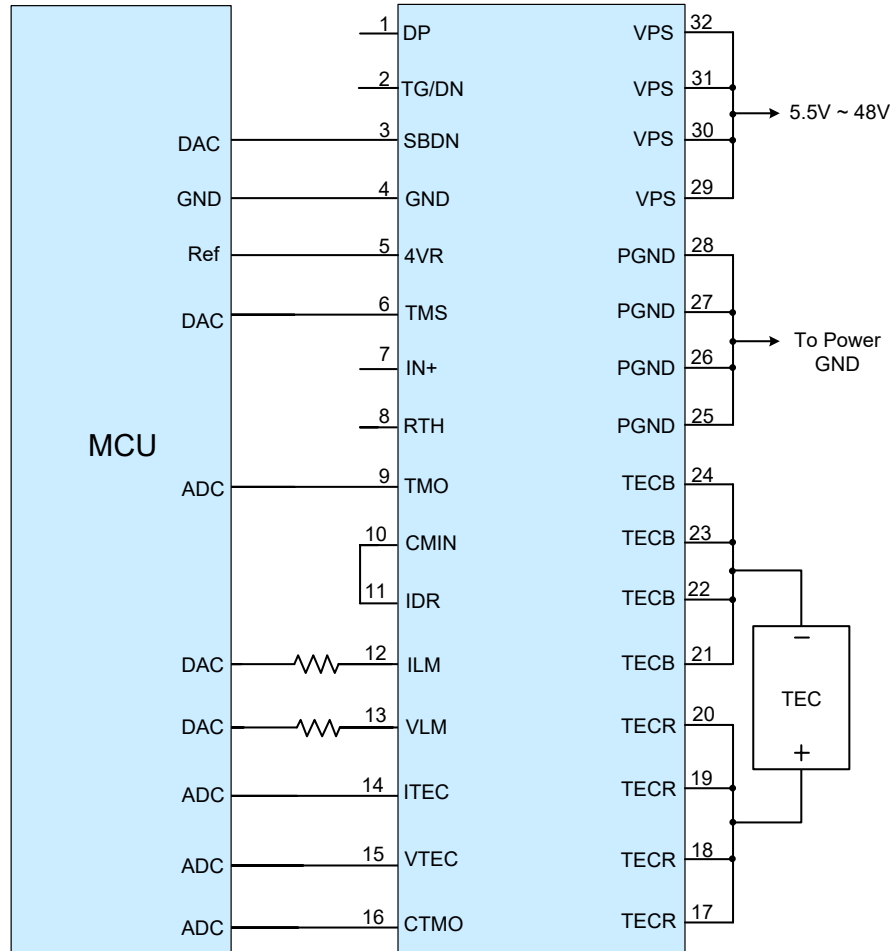 MCU
DAC
GND
Ref
DAC
ADC
DAC
DAC
ADC
ADC
ADC
1 DP
2 TG/DN
3 SBDN
4 GND
5 4VR
6 TMS
7 IN+
8 RTH
9 TMO
10 CMIN
11 IDR
12 ILM
13 VLM
14 ITEC
15 VTEC
16 CTMO
VPS 32
VPS 31
VPS 30
VPS 29
PGND 28
PGND 27
PGND 26
PGND 25
TECB 24
TECB 23
TECB 22
TECB 21
TECR 20
TECR 19
TECR 18
TECR 17
5.5V ~ 48V
To Power
GND
−
TEC
+